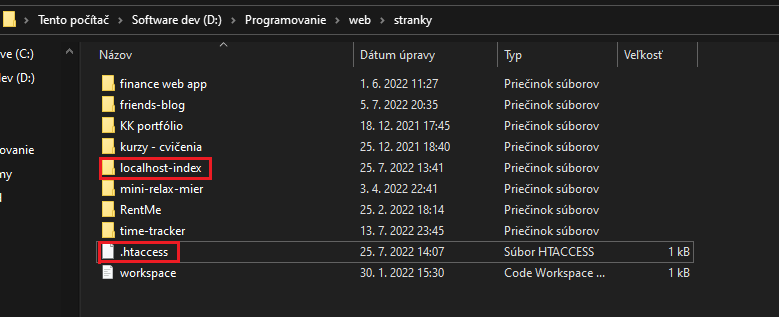 Tento počítač > Software dev (D:) > Programovanie > web > stranky
ve (C:)
lev (D:)
ovanie
my
Názov Dátum úpravy Typ Veľkosť
finance web app 1. 6. 2022 11:27 Priečinok súborov
friends-blog 5. 7. 2022 20:35 Priečinok súborov
KK portfólio 18. 12. 2021 17:45 Priečinok súborov
kurzy - cvičenia 25. 12. 2021 18:40 Priečinok súborov
localhost-index 25. 7. 2022 13:41 Priečinok súborov
mini-relax-mier 3. 4. 2022 22:41 Priečinok súborov
RentMe 25. 2. 2022 18:14 Priečinok súborov
time-tracker 13. 7. 2022 23:45 Priečinok súborov
.htaccess 25. 7. 2022 14:07 Súbor HTACCESS 1 kB
workspace 30. 1. 2022 15:30 Code Workspace ... 1 kB